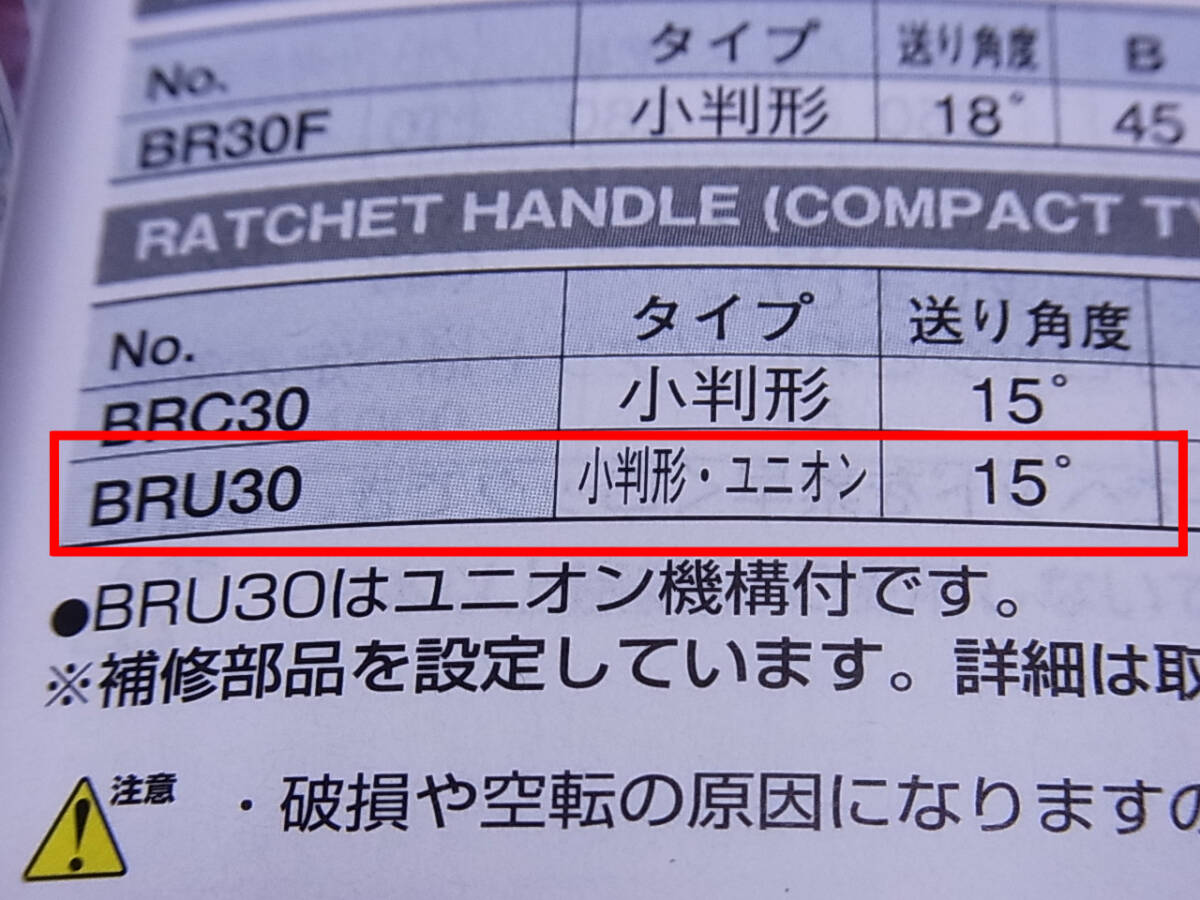 No. タイプ 送り角度 B
BR30F 小判形 18° 45
RATCHET HANDLE (COMPACT TY
No. タイプ 送り角度
BRC30 小判形 15°
BRU30 小判形・ユニオン 15°
●BRU30はユニオン機構付です。
※補修部品を設定しています。詳細は取
注意 ・破損や空転の原因になりますの